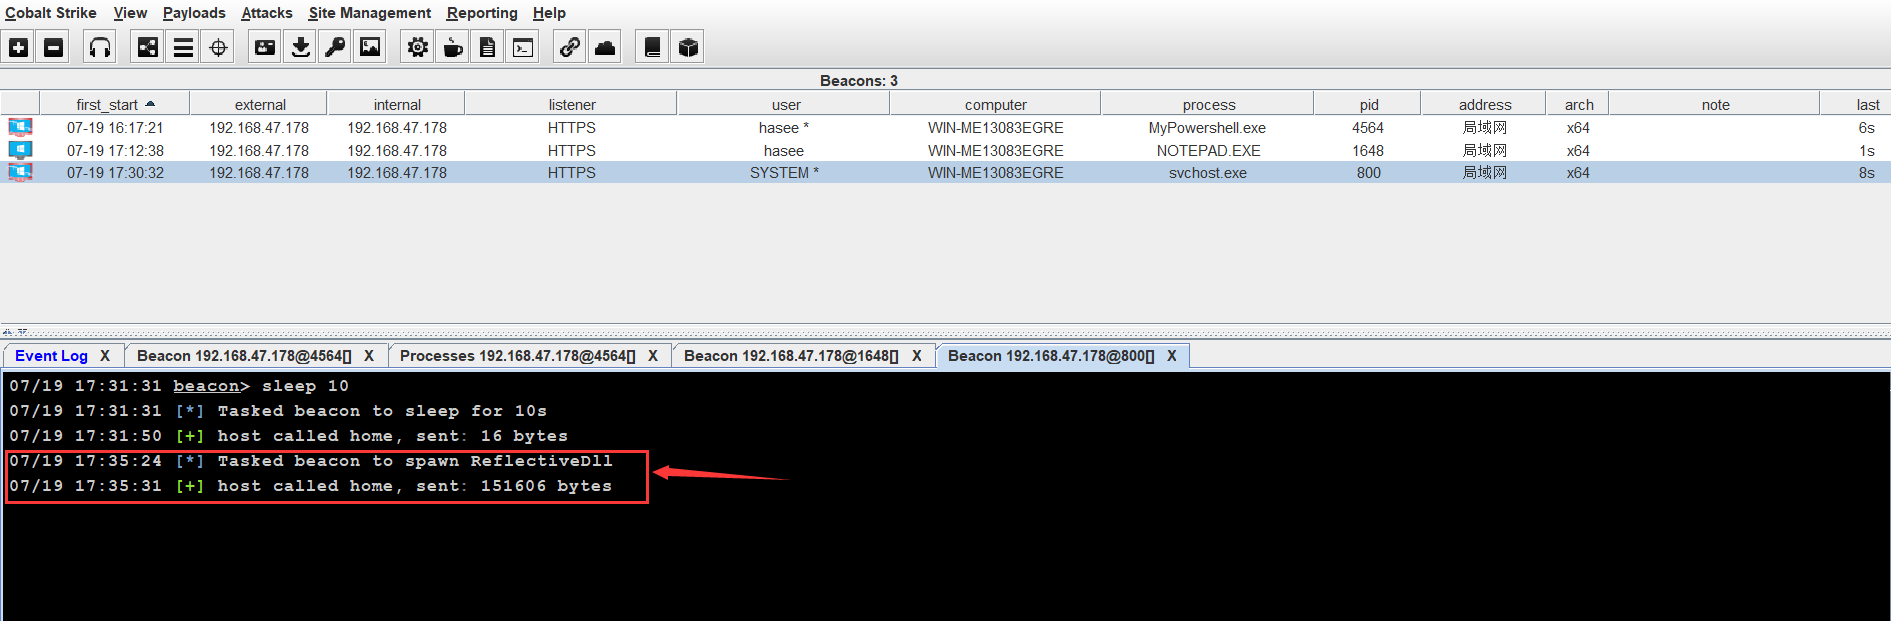 Cobalt Strike View Payloads Attacks Site Management Reporting Help
Beacons: 3
first_start external internal listener user computer process pid address arch note last
07-19 16:17:21 192.168.47.178 192.168.47.178 HTTPS hasee * WIN-ME13083EGRE MyPowershell.exe 4564 局域网 x64 6s
07-19 17:12:38 192.168.47.178 192.168.47.178 HTTPS hasee WIN-ME13083EGRE NOTEPAD.EXE 1648 局域网 x64 1s
07-19 17:30:32 192.168.47.178 192.168.47.178 HTTPS SYSTEM * WIN-ME13083EGRE svchost.exe 800 局域网 x64 8s
Event Log X Beacon 192.168.47.178@4564[] X Processes 192.168.47.178@4564[] X Beacon 192.168.47.178@1648[] X Beacon 192.168.47.178@800[] X
07/19 17:31:31 beacon> sleep 10
07/19 17:31:31 [*] Tasked beacon to sleep for 10s
07/19 17:31:50 [+] host called home, sent: 16 bytes
07/19 17:35:24 [*] Tasked beacon to spawn ReflectiveDll
07/19 17:35:31 [+] host called home, sent: 151606 bytes